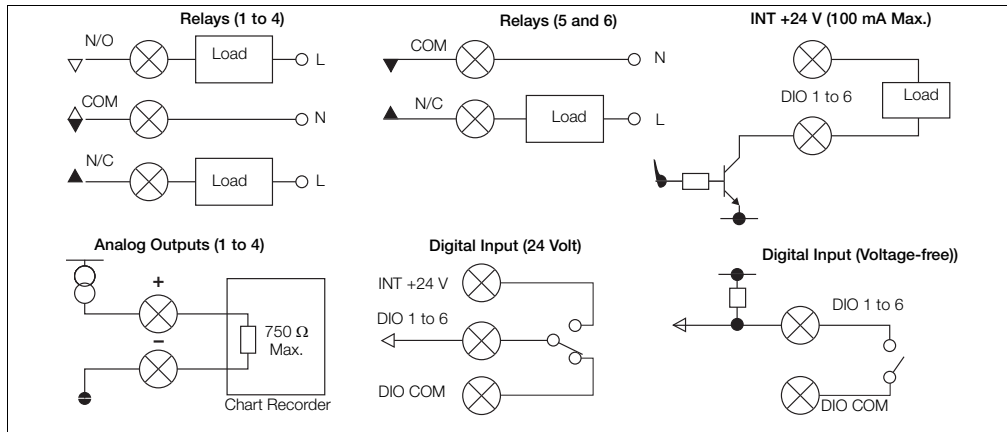 Relays (1 to 4)
N/O
Load
L
COM
N
N/C
Load
L
Relays (5 and 6)
COM
N
N/C
Load
L
INT +24 V (100 mA Max.)
DIO 1 to 6
Load
Analog Outputs (1 to 4)
+
–
750 Ω
Max.
Chart Recorder
Digital Input (24 Volt)
INT +24 V
DIO 1 to 6
DIO COM
Digital Input (Voltage-free))
DIO 1 to 6
DIO COM